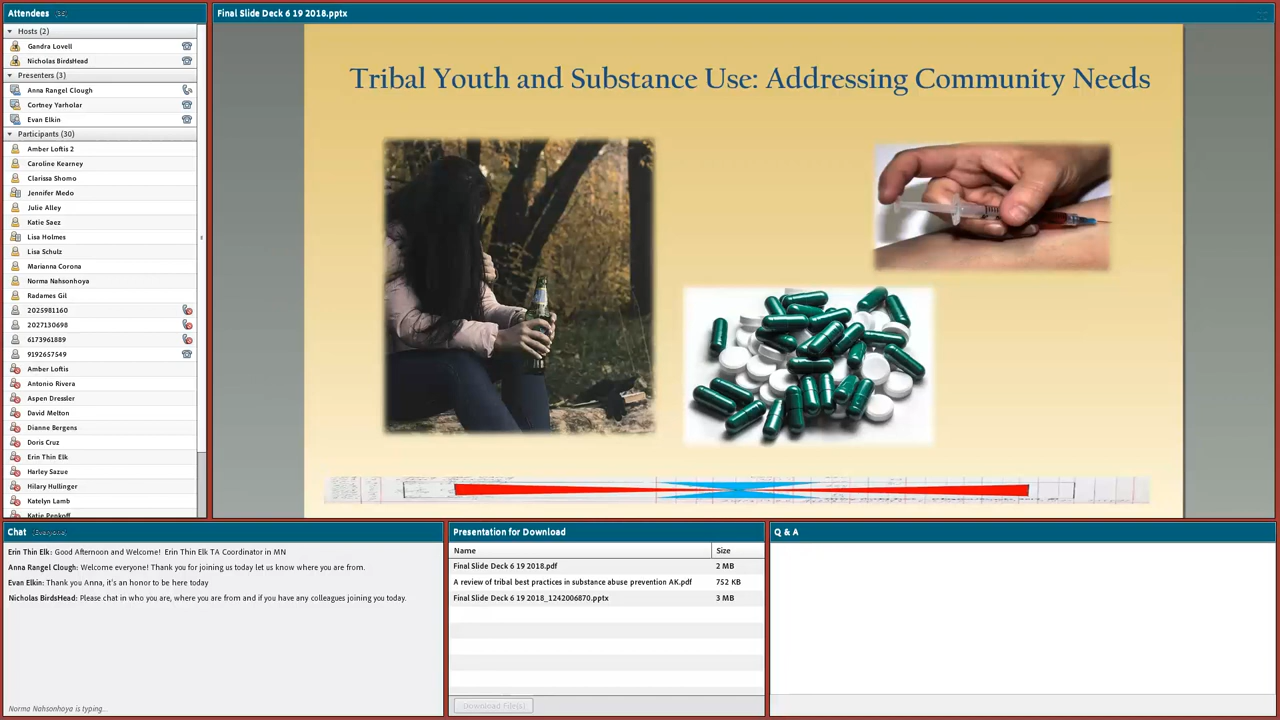 Attendees (35)
Hosts (2)
Gandra Lovell
Nicholas BirdsHead
Presenters (3)
Anna Rangel Clough
Cortney Yarholar
Evan Elkin
Participants (30)
Amber Loftis 2
Caroline Kearney
Clarissa Shomo
Jennifer Medo
Julie Alley
Katie Saez
Lisa Holmes
Lisa Schulz
Marianna Corona
Norma Nahsonhoya
Radames Gil
2025981160
2027130698
6173961889
9192657549
Amber Loftis
Antonio Rivera
Aspen Dressler
David Melton
Dianne Bergens
Doris Cruz
Erin Thin Elk
Harley Sazue
Hilary Hullinger
Katelyn Lamb
Katie Penkoff
Final Slide Deck 6 19 2018.pptx
Tribal Youth and Substance Use: Addressing Community Needs
Chat (Everyone)
Erin Thin Elk: Good Afternoon and Welcome! Erin Thin Elk TA Coordinator in MN
Anna Rangel Clough: Welcome everyone! Thank you for joining us today let us know where you are from.
Evan Elkin: Thank you Anna, it's an honor to be here today
Nicholas BirdsHead: Please chat in who you are, where you are from and if you have any colleagues joining you today.
Norma Nahsonhoya is typing...
Presentation for Download
Name Size
Final Slide Deck 6 19 2018.pdf 2 MB
A review of tribal best practices in substance abuse prevention AK.pdf 752 KB
Final Slide Deck 6 19 2018_1242006870.pptx 3 MB
Download File(s)
Q & A